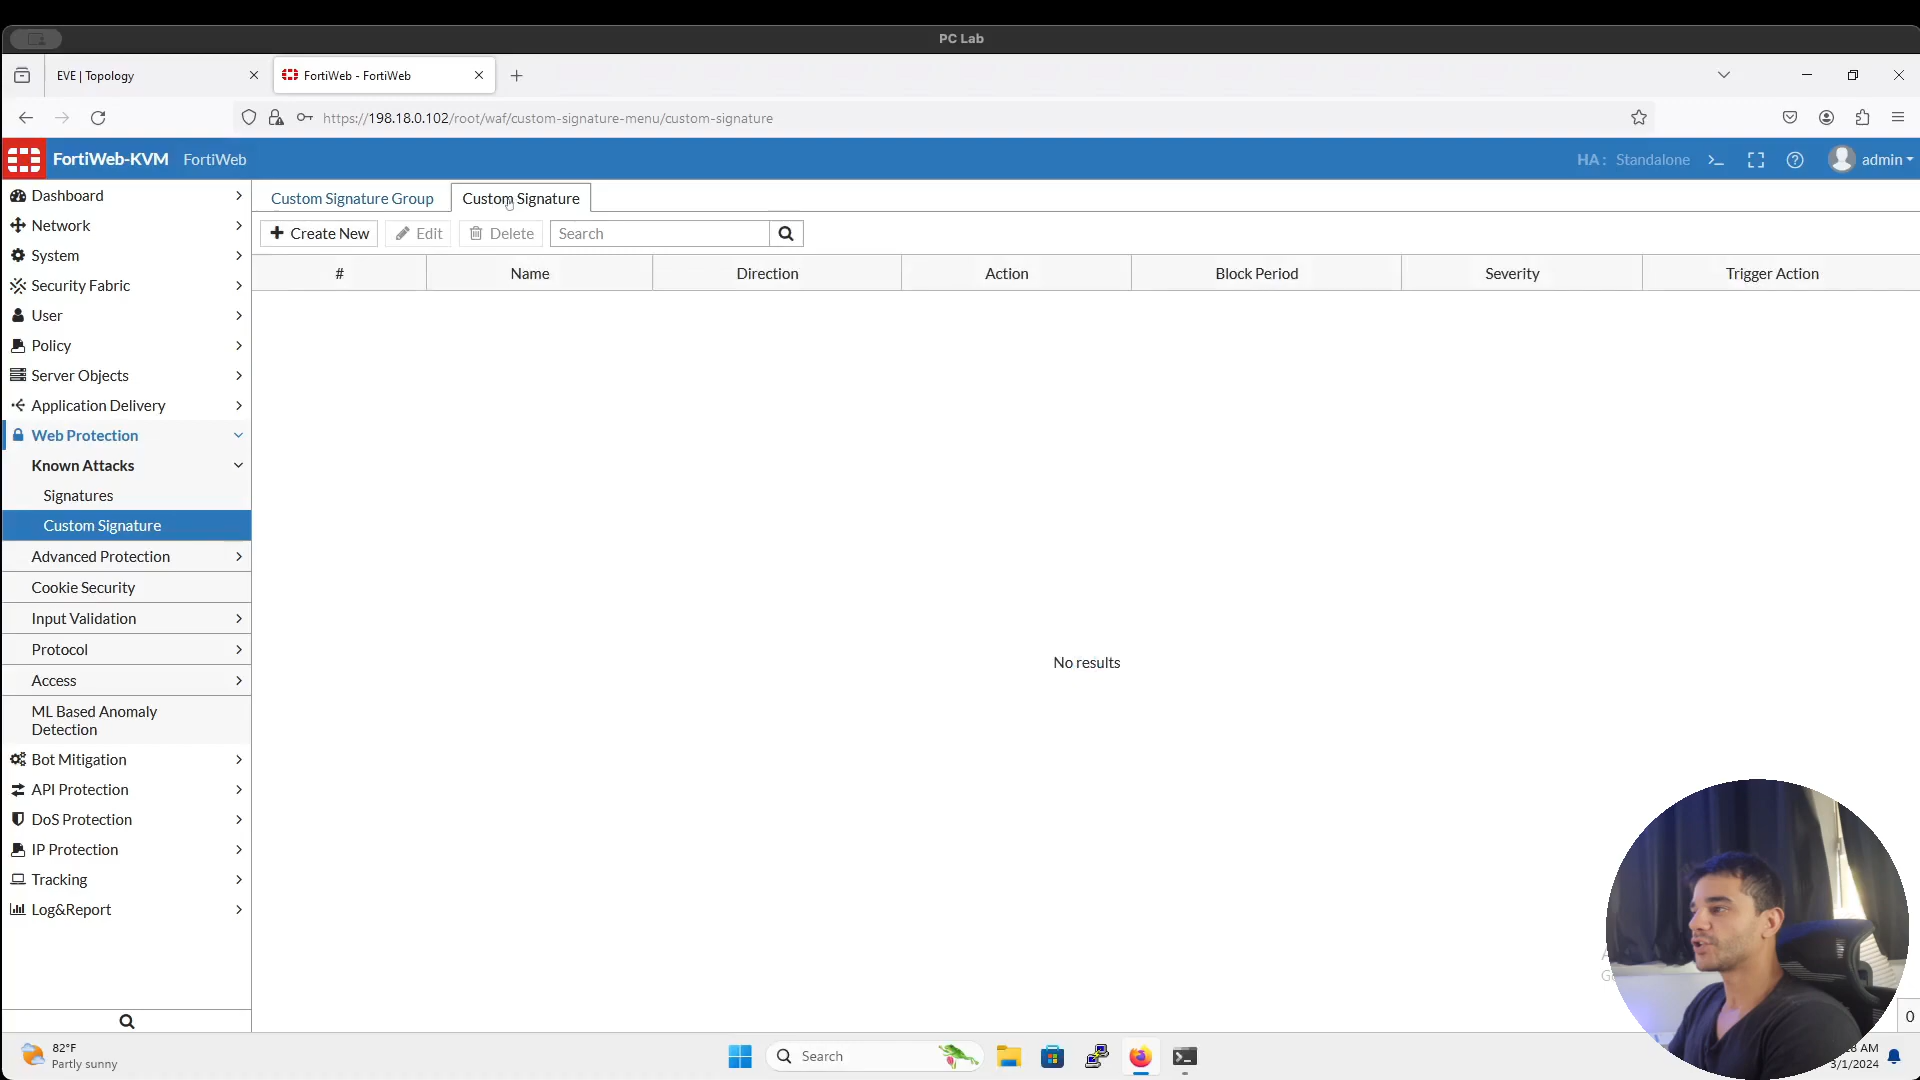 PC Lab
EVE | Topology
FortiWeb - FortiWeb
https://198.18.0.102/root/waf/custom-signature-menu/custom-signature
FortiWeb-KVM FortiWeb
HA: Standalone
admin
Dashboard
Network
System
Security Fabric
User
Policy
Server Objects
Application Delivery
Web Protection
Known Attacks
Signatures
Custom Signature
Advanced Protection
Cookie Security
Input Validation
Protocol
Access
ML Based Anomaly
Detection
Bot Mitigation
API Protection
DoS Protection
IP Protection
Tracking
Log&Report
Custom Signature Group
Custom Signature
Create New
Edit
Delete
Search
# Name Direction Action Block Period Severity Trigger Action
No results
0
82°F
Partly sunny
Search
AM
3/1/2024